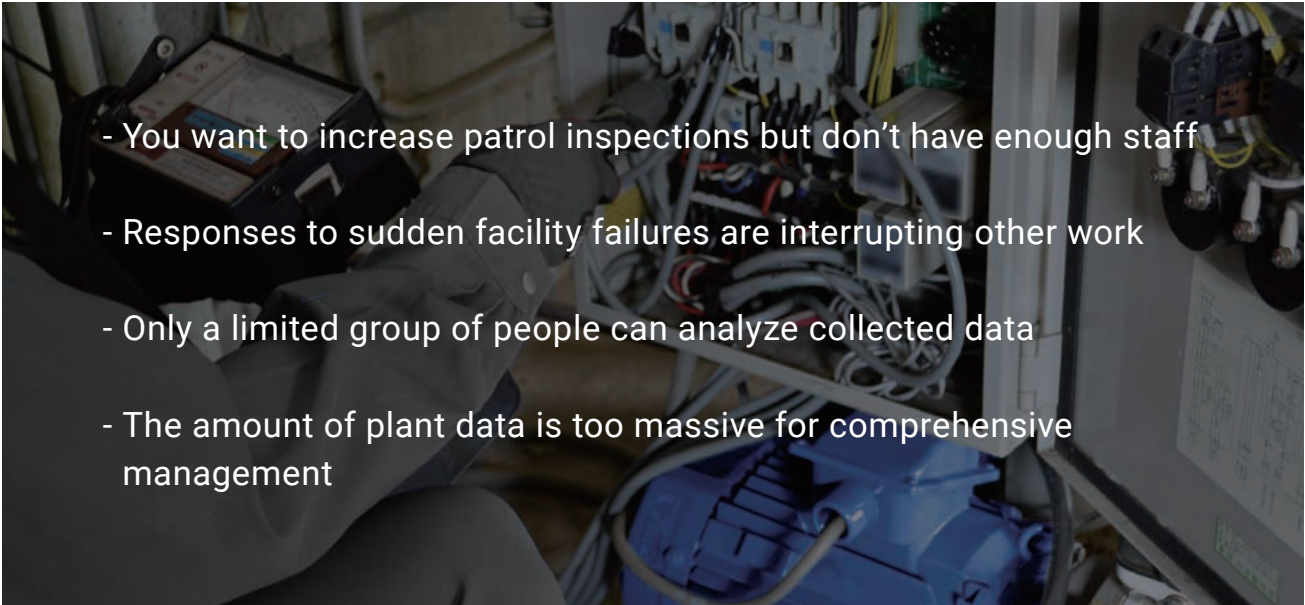 - You want to increase patrol inspections but don’t have enough staff
- Responses to sudden facility failures are interrupting other work
- Only a limited group of people can analyze collected data
- The amount of plant data is too massive for comprehensive
management